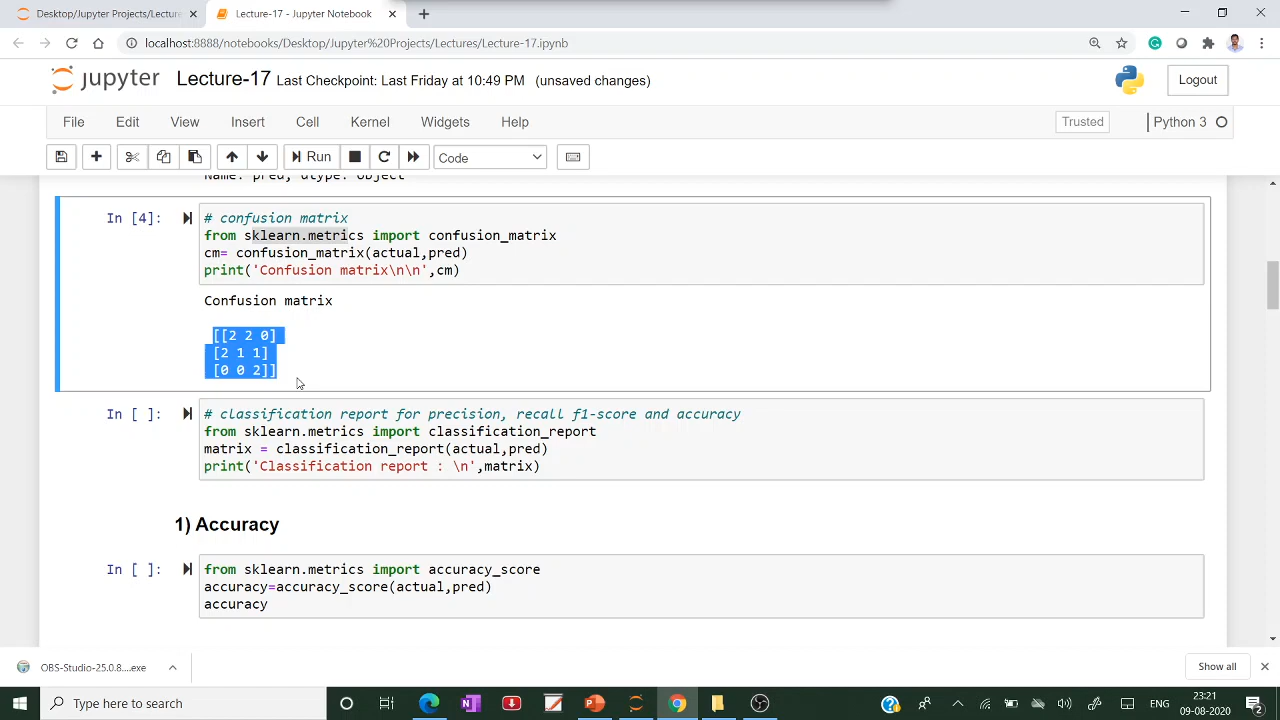 Desktop/Jupyter Projects/Lecture
Lecture-17 - Jupyter Notebook
localhost:8888/notebooks/Desktop/Jupyter%20Projects/Lectures/Lecture-17.ipynb
jupyter Lecture-17 Last Checkpoint: Last Friday at 10:49 PM (unsaved changes)
Logout
File Edit View Insert Cell Kernel Widgets Help
Trusted
Python 3
Run
Code
Name: pred, dtype: object
In [4]:
# confusion matrix
from sklearn.metrics import confusion_matrix
cm= confusion_matrix(actual,pred)
print('Confusion matrix\n\n',cm)
Confusion matrix
[[2 2 0]
[2 1 1]
[0 0 2]]
In [ ]:
# classification report for precision, recall f1-score and accuracy
from sklearn.metrics import classification_report
matrix = classification_report(actual,pred)
print('Classification report : \n',matrix)
1) Accuracy
In [ ]:
from sklearn.metrics import accuracy_score
accuracy=accuracy_score(actual,pred)
accuracy
OBS-Studio-25.0.8....exe
Show all
Type here to search
ENG
23:21
09-08-2020
2